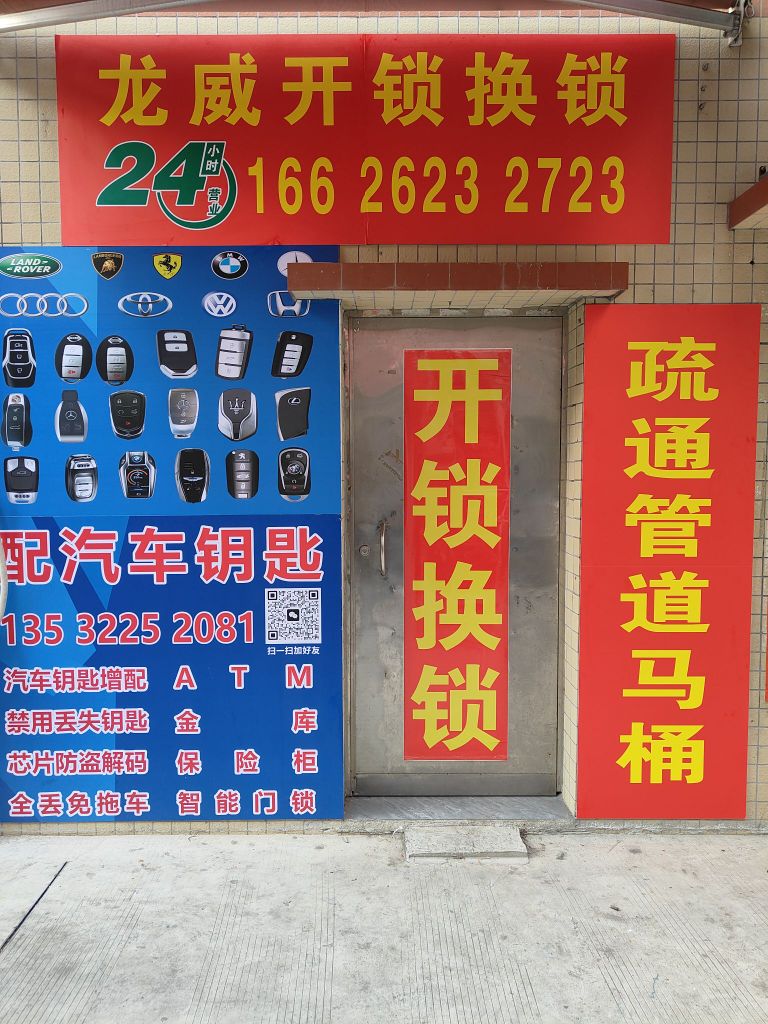 龙威开锁换锁
24小时营业 166 2623 2723
LAND-ROVER
LAMBORGHINI
BMW
配汽车钥匙
135 3225 2081
扫一扫加好友
汽车钥匙增配 ATM
禁用丢失钥匙 金库
芯片防盗解码 保险柜
全丢免拖车 智能门锁
开锁换锁
疏通管道马桶